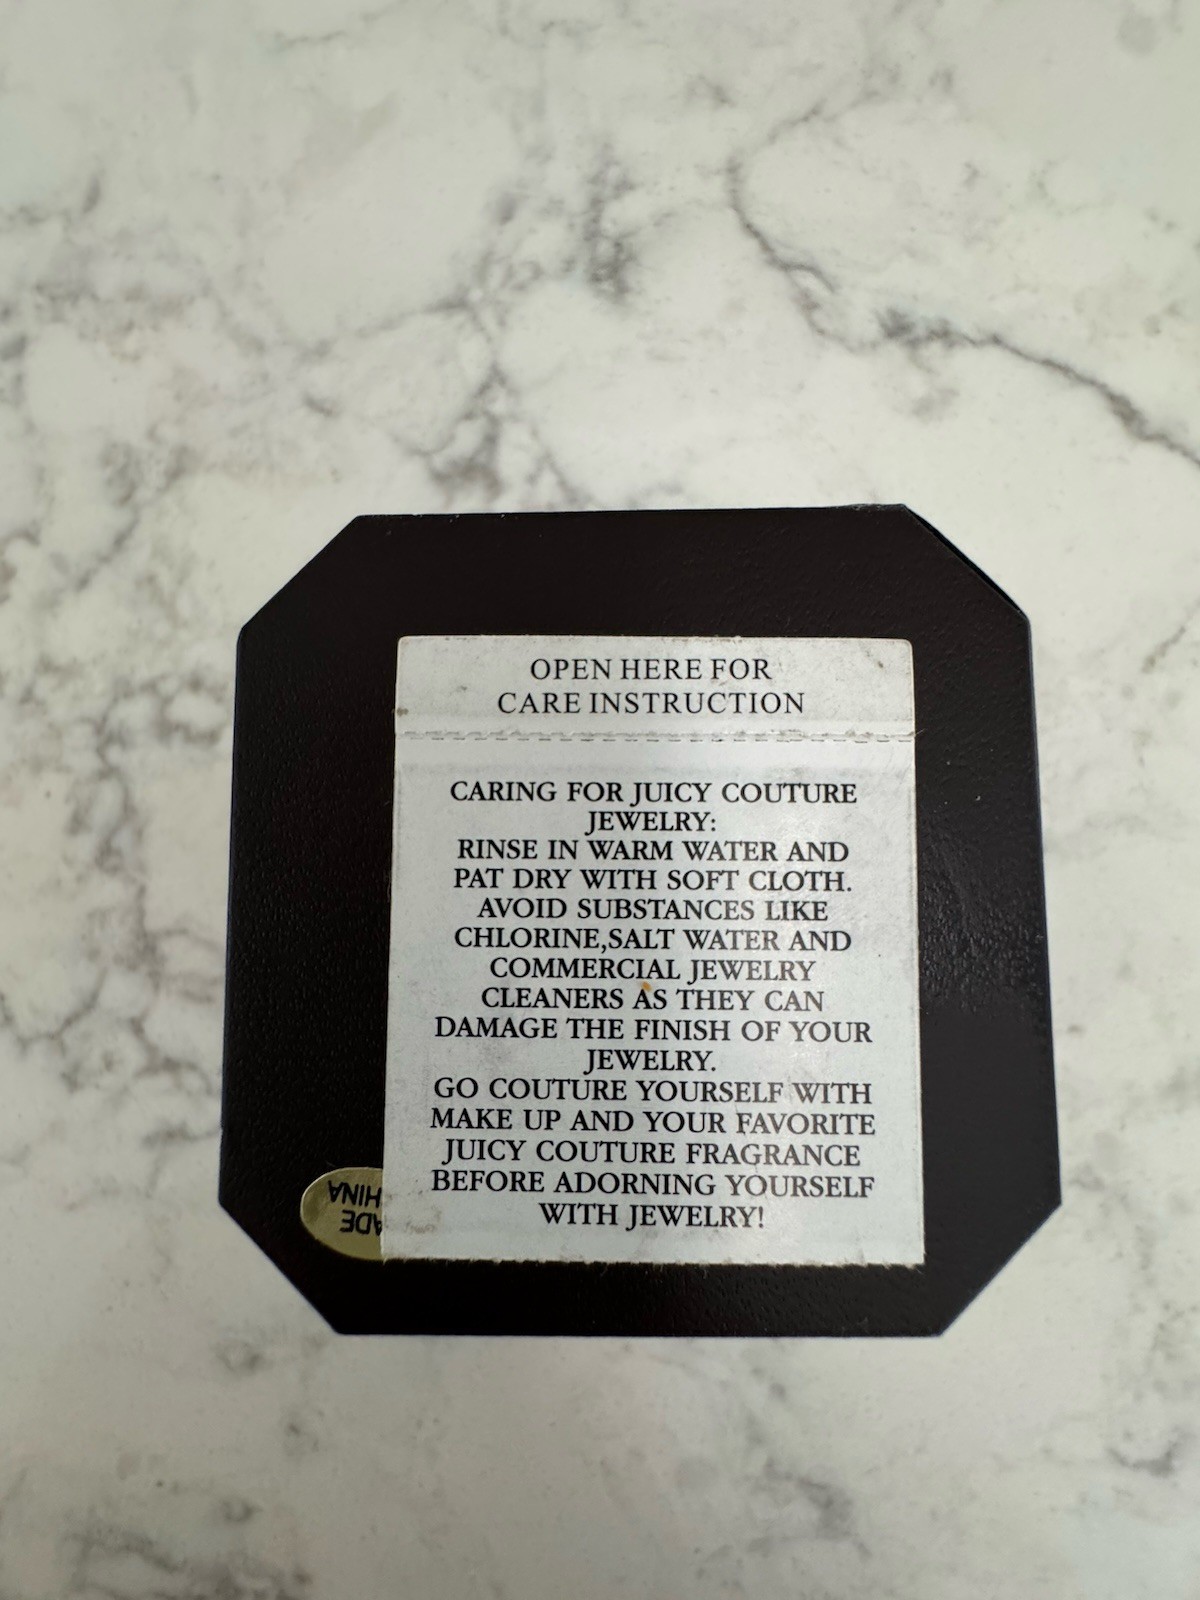 OPEN HERE FOR
CARE INSTRUCTION
CARING FOR JUICY COUTURE
JEWELRY:
RINSE IN WARM WATER AND
PAT DRY WITH SOFT CLOTH.
AVOID SUBSTANCES LIKE
CHLORINE,SALT WATER AND
COMMERCIAL JEWELRY
CLEANERS AS THEY CAN
DAMAGE THE FINISH OF YOUR
JEWELRY.
GO COUTURE YOURSELF WITH
MAKE UP AND YOUR FAVORITE
JUICY COUTURE FRAGRANCE
BEFORE ADORNING YOURSELF
WITH JEWELRY!
ADE
HINA